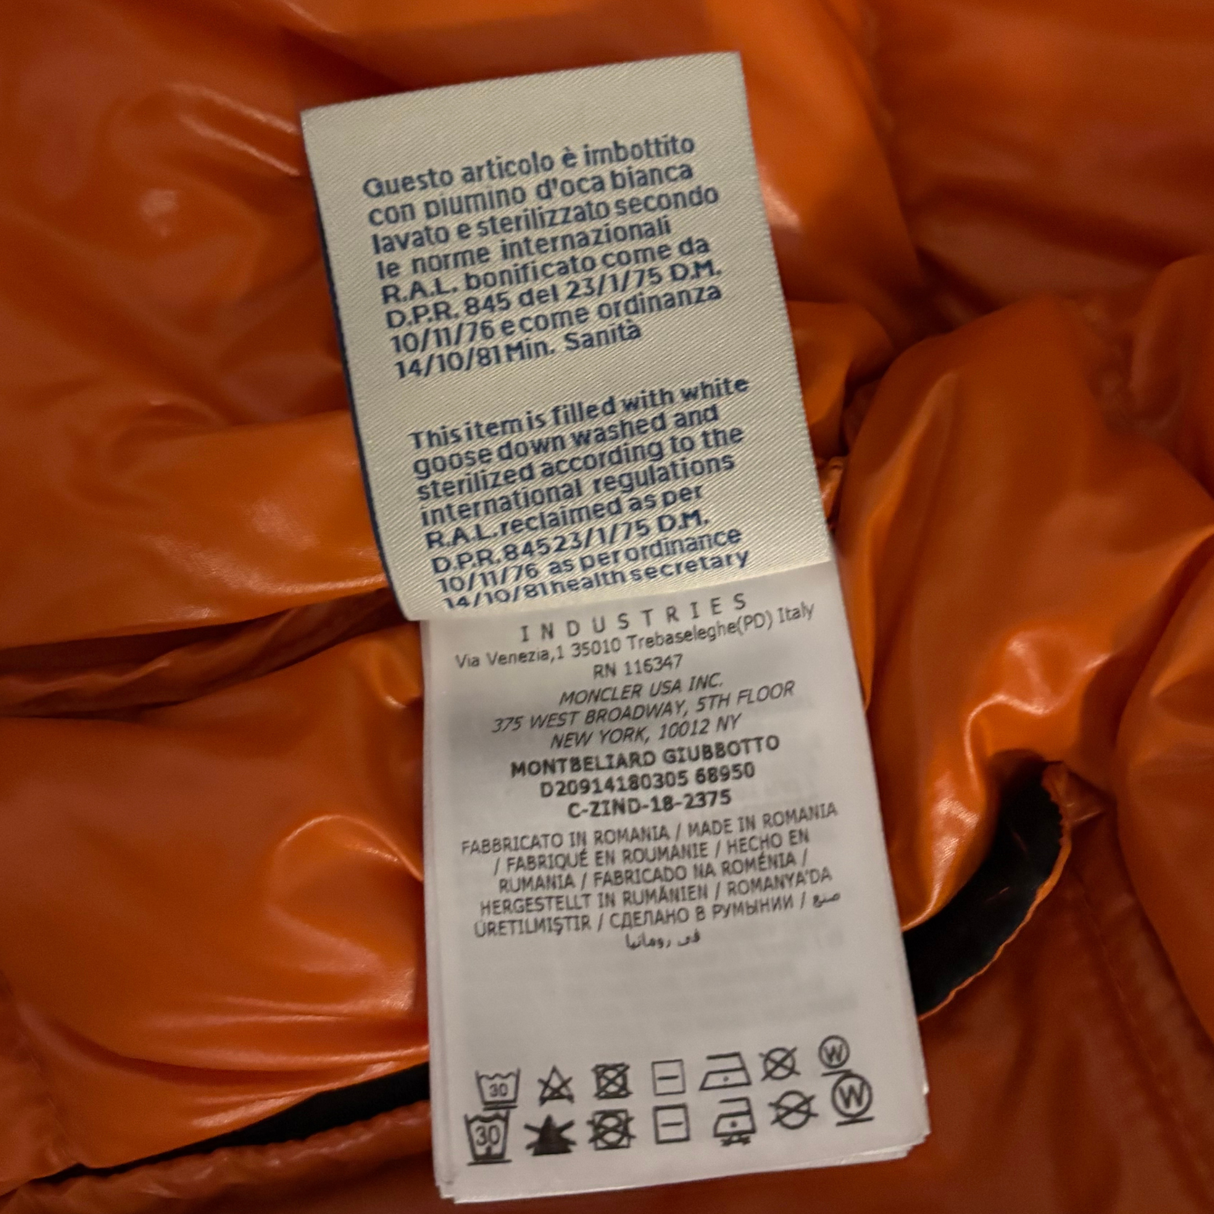 Questo articolo è imbottito
con piumino d'oca bianca
lavato e sterilizzato secondo
le norme internazionali
R.A.L. bonificato come da
D.P.R. 845 del 23/1/75 D.M.
10/11/76 e come ordinanza
14/10/81 Min. Sanità
This item is filled with white
goose down washed and
sterilized according to the
international regulations
R.A.L. reclaimed as per
D.P.R. 845 23/1/75 D.M.
10/11/76 as per ordinance
14/10/81 health secretary
INDUSTRIES
Via Venezia,1 35010 Trebaseleghe(PD) Italy
RN 116347
MONCLER USA INC.
375 WEST BROADWAY, 5TH FLOOR
NEW YORK, 10012 NY
MONTBELIARD GIUBBOTTO
D20914180305 68950
C-ZIND-18-2375
FABBRICATO IN ROMANIA / MADE IN ROMANIA
/ FABRIQUÉ EN ROUMANIE / HECHO EN
RUMANIA / FABRICADO NA ROMÉNIA /
HERGESTELLT IN RUMÄNIEN / ROMANYA'DA
ÜRETILMIŞTIR / СДЕЛАНО В РУМЫНИИ / صنع
فى رومانيا
30 W
30 W